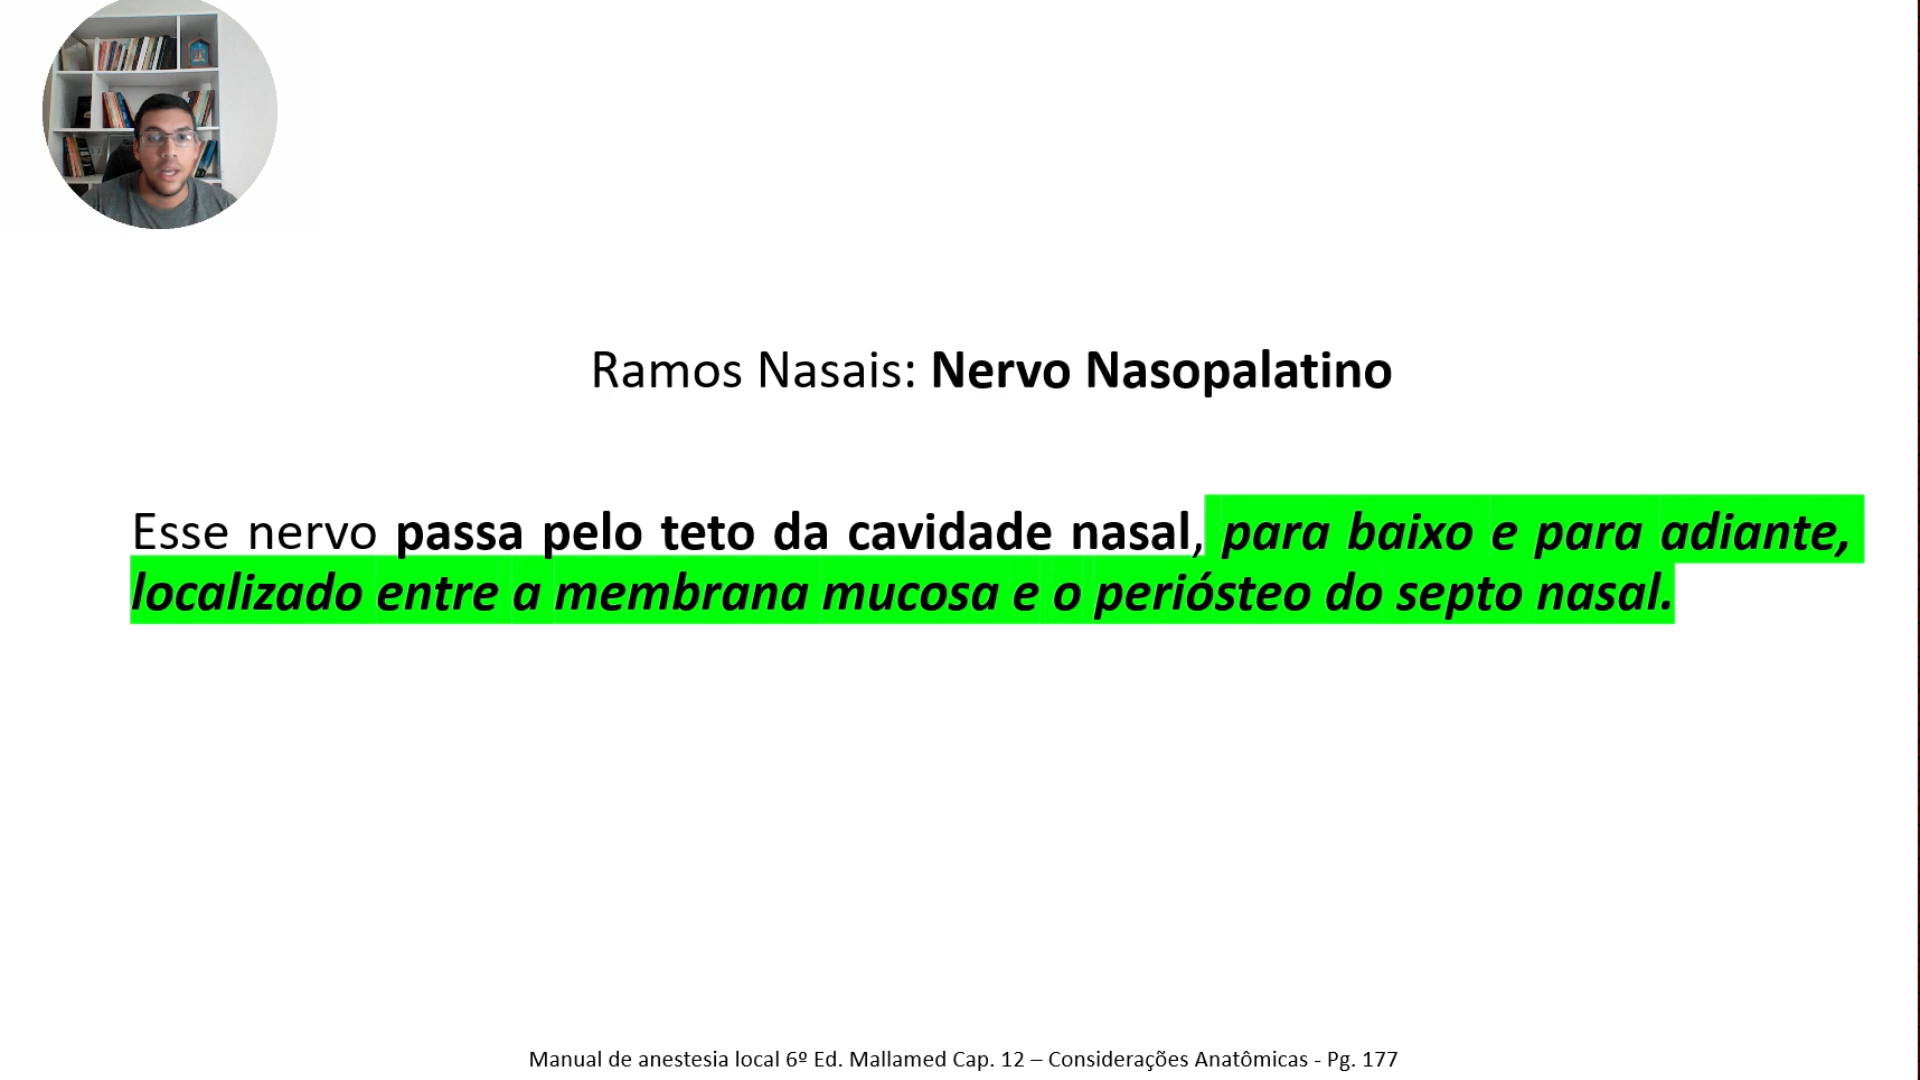 Ramos Nasais: Nervo Nasopalatino
Esse nervo passa pelo teto da cavidade nasal, para baixo e para adiante,
localizado entre a membrana mucosa e o periósteo do septo nasal.
Manual de anestesia local 6º Ed. Mallamed Cap. 12 – Considerações Anatômicas - Pg. 177